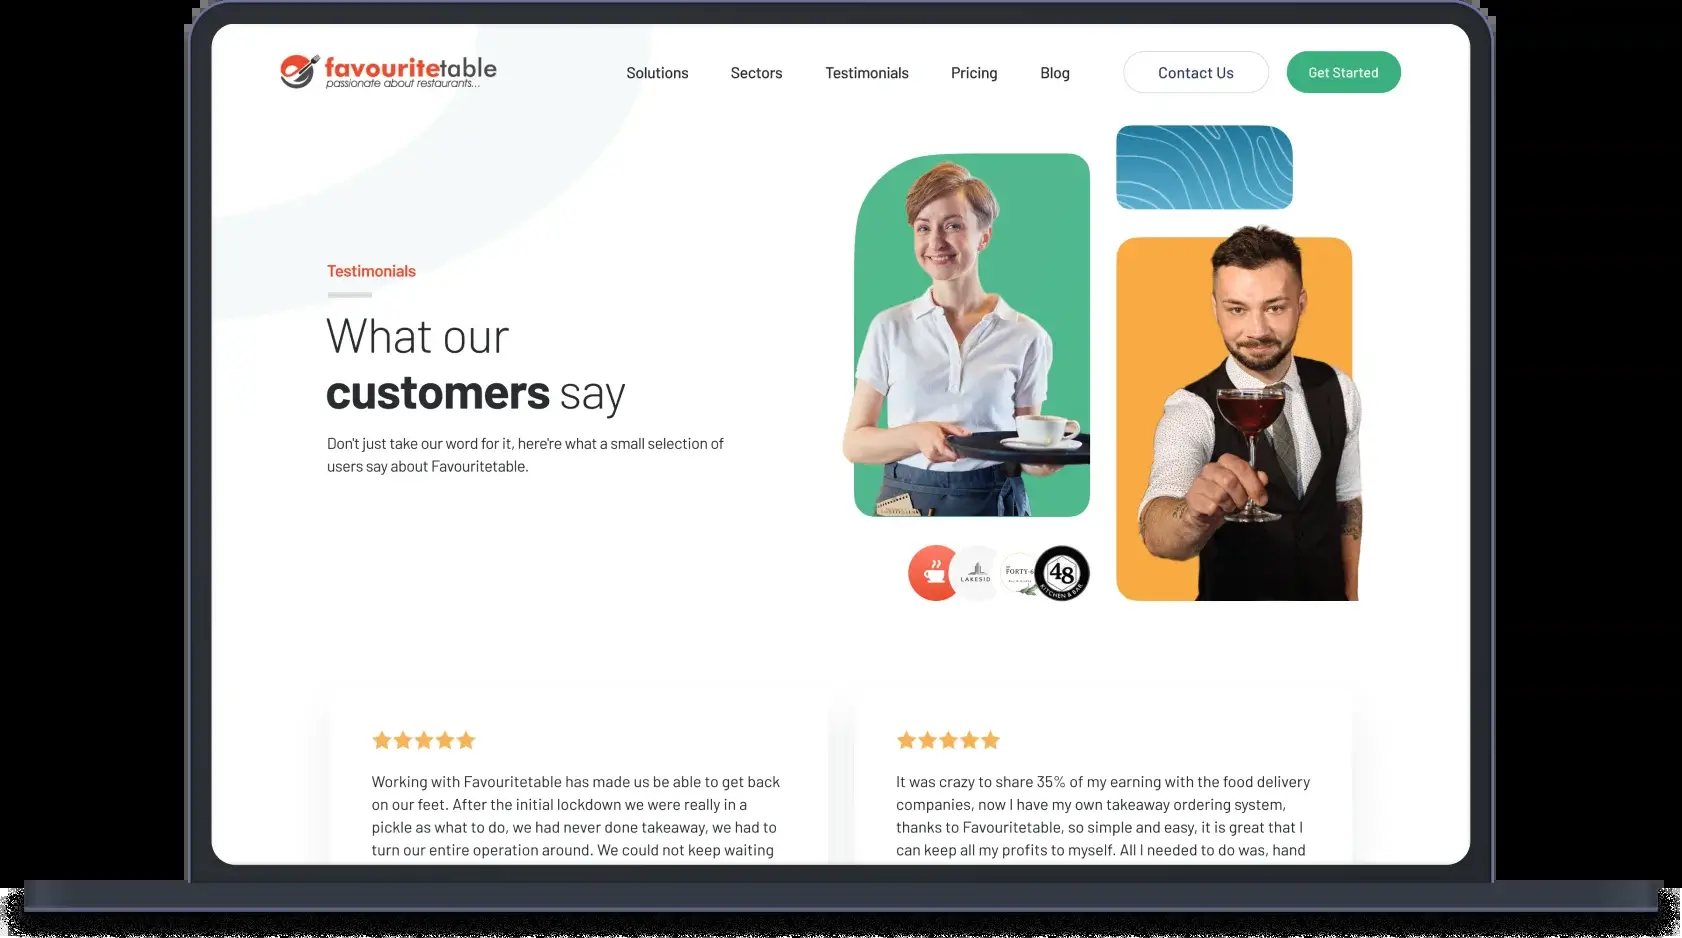 favouritetable
passionate about restaurants...
Solutions
Sectors
Testimonials
Pricing
Blog
Contact Us
Get Started
Testimonials
What our
customers say
Don't just take our word for it, here're what a small selection of
users say about Favouritetable.
LAKESID
FORTY-6
48
KITCHEN & BAR
Working with Favouritetable has made us be able to get back
on our feet. After the initial lockdown we were really in a
pickle as what to do, we had never done takeaway, we had to
turn our entire operation around. We could not keep waiting
It was crazy to share 35% of my earning with the food delivery
companies, now I have my own takeaway ordering system,
thanks to Favouritetable, so simple and easy, it is great that I
can keep all my profits to myself. All I needed to do was, hand